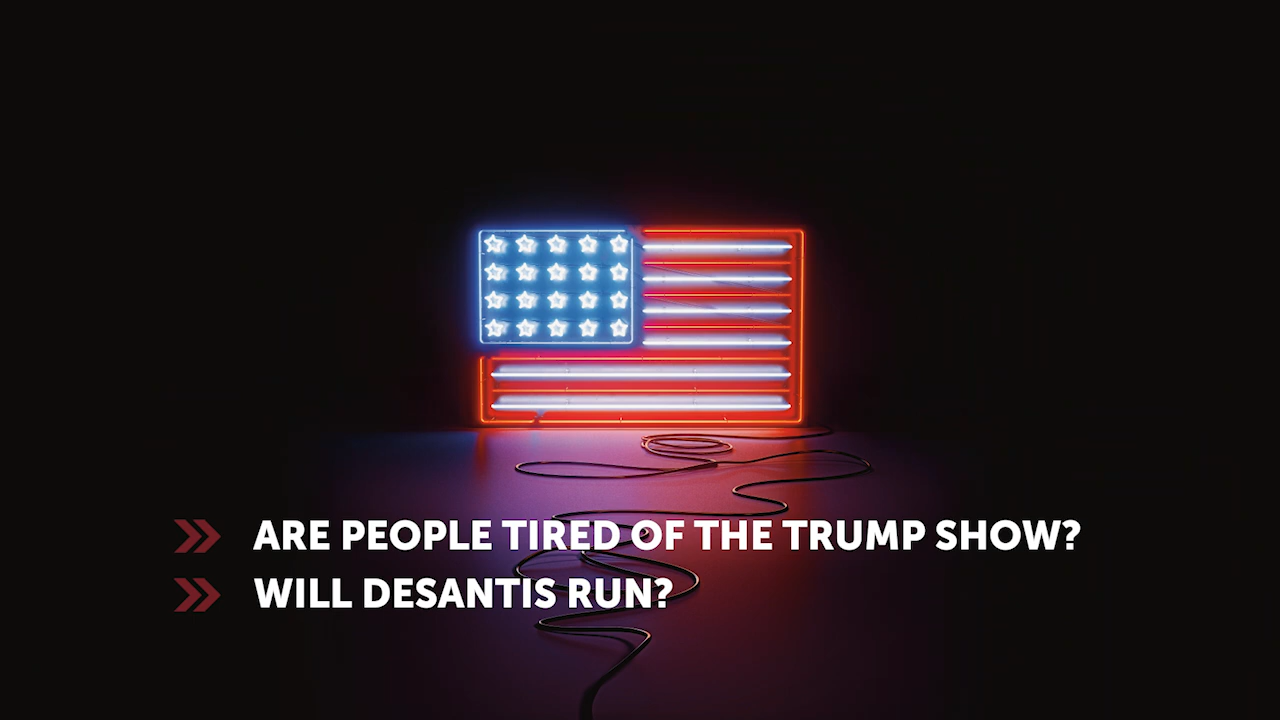 ARE PEOPLE TIRED OF THE TRUMP SHOW?
WILL DESANTIS RUN?